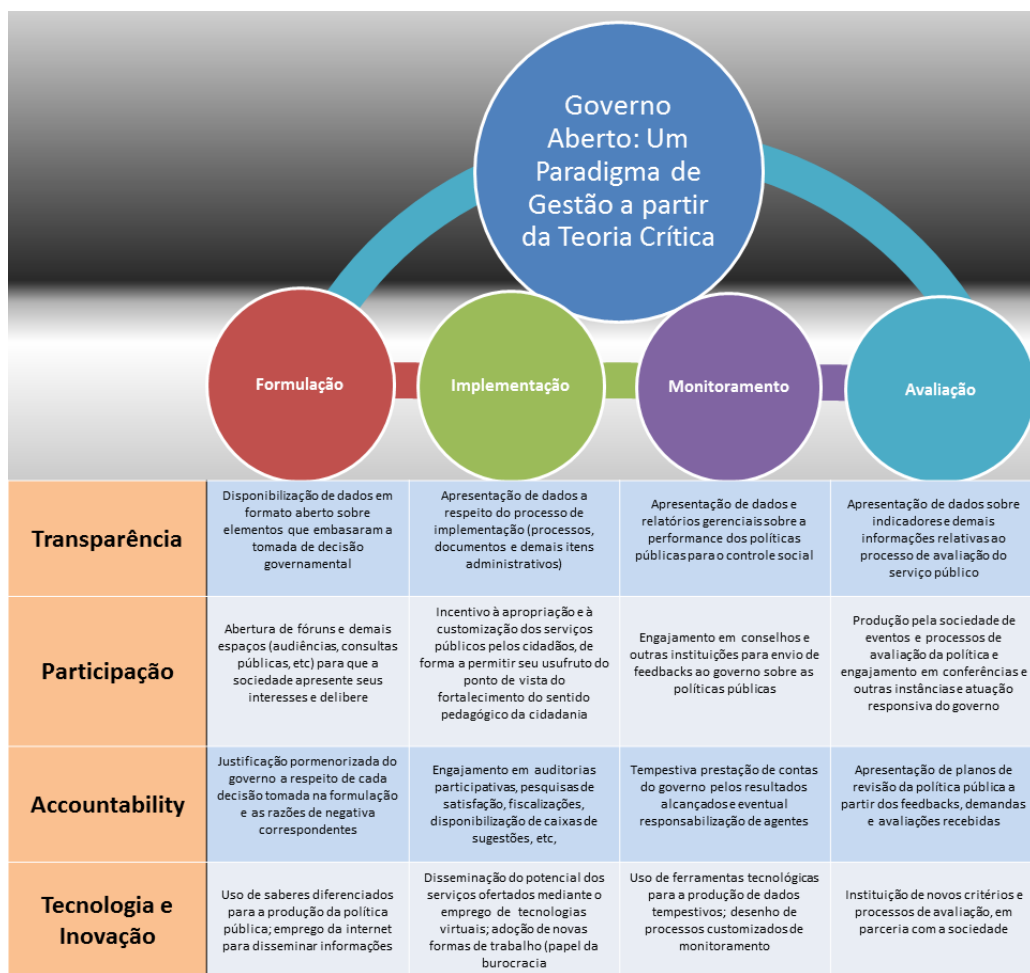 Governo
Aberto: Um
Paradigma de
Gestão a partir
da Teoria Crítica
Formulação
Implementação
Monitoramento
Avaliação
Transparência
Disponibilização de dados em
formato aberto sobre
elementos que embasaram a
tomada de decisão
governamental
Apresentação de dados a
respeito do processo de
implementação (processos,
documentos e demais itens
administrativos)
Apresentação de dados e
relatórios gerenciais sobre a
performance dos políticas
públicas para o controle social
Apresentação de dados sobre
indicadores e demais
informações relativas ao
processo de avaliação do
serviço público
Participação
Abertura de fóruns e demais
espaços (audiências, consultas
públicas, etc) para que a
sociedade apresente seus
interesses e delibere
Incentivo à apropriação e à
customização dos serviços
públicos pelos cidadãos, de
forma a permitir seu usufruto do
ponto de vista do
fortalecimento do sentido
pedagógico da cidadania
Engajamento em conselhos e
outras instituições para envio de
feedbacks ao governo sobre as
políticas públicas
Produção pela sociedade de
eventos e processos de
avaliação da política e
engajamento em conferências e
outras instâncias e atuação
responsiva do governo
Accountability
Justificação pormenorizada do
governo a respeito de cada
decisão tomada na formulação
e as razões de negativa
correspondentes
Engajamento em auditorias
participativas, pesquisas de
satisfação, fiscalizações,
disponibilização de caixas de
sugestões, etc,
Tempestiva prestação de contas
do governo pelos resultados
alcançados e eventual
responsabilização de agentes
Apresentação de planos de
revisão da política pública a
partir dos feedbacks, demandas
e avaliações recebidas
Tecnologia e
Inovação
Uso de saberes diferenciados
para a produção da política
pública; emprego da internet
para disseminar informações
Disseminação do potencial dos
serviços ofertados mediante o
emprego de tecnologias
virtuais; adoção de novas
formas de trabalho (papel da
burocracia
Uso de ferramentas tecnológicas
para a produção de dados
tempestivos; desenho de
processos customizados de
monitoramento
Instituição de novos critérios e
processos de avaliação, em
parceria com a sociedade